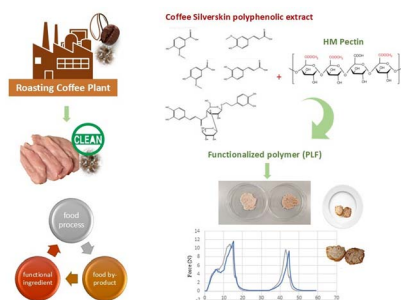 Coffee Silverskin polyphenolic extract
HM Pectin
Roasting Coffee Plant
CLEAN
+
Functionalized polymer (PLF)
food
process
functional
ingredient
food by-
product
Force (N)
14
12
10
8
6
4
2
0
0 10 20 30 40 50 60 70